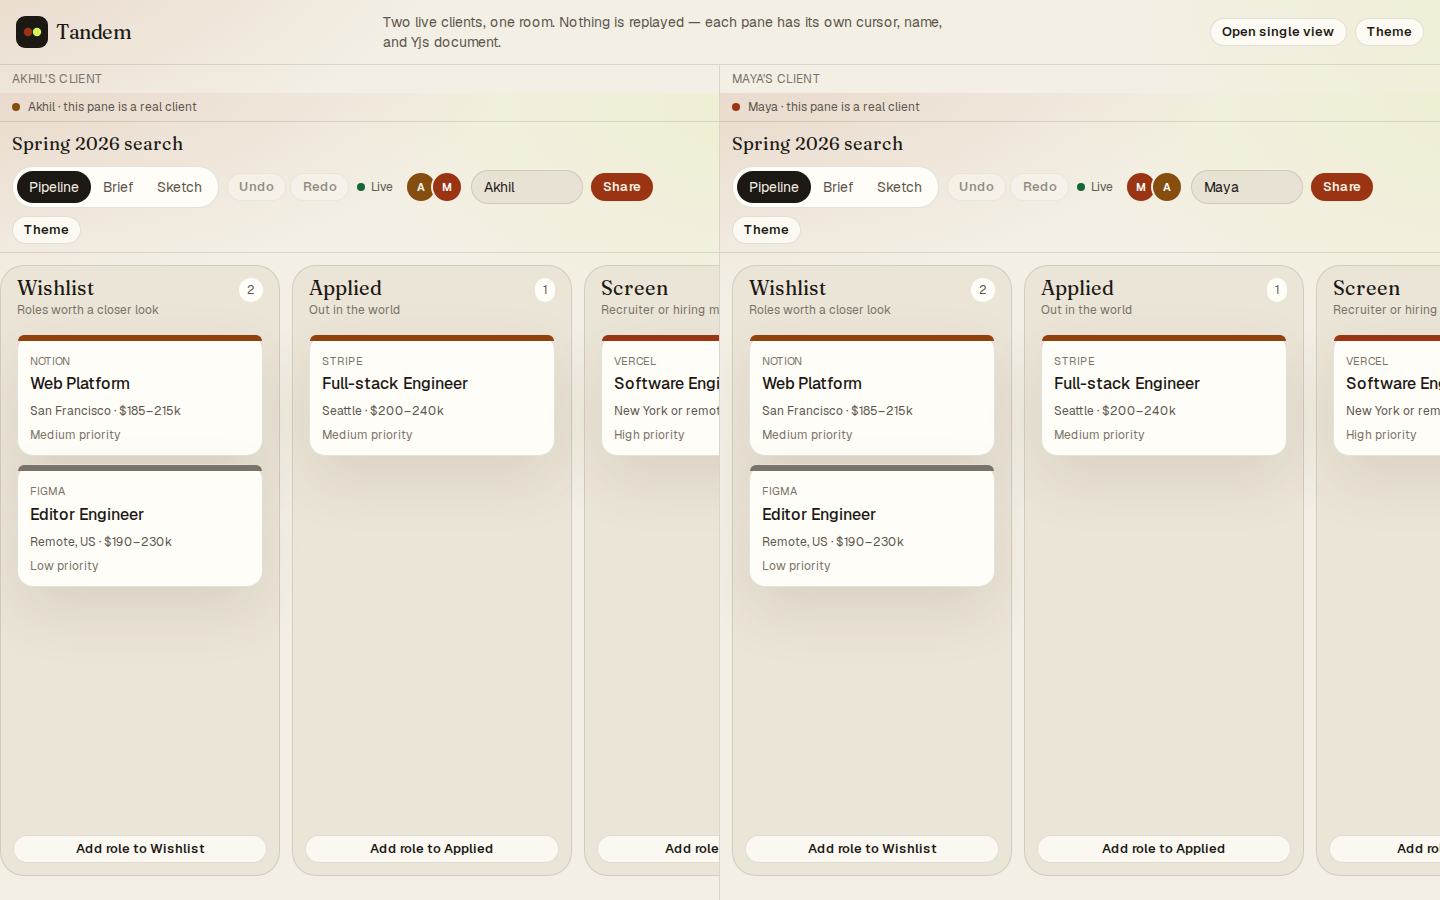 Tandem
Two live clients, one room. Nothing is replayed — each pane has its own cursor, name,
and Yjs document.
Open single view
Theme
AKHIL'S CLIENT
Akhil · this pane is a real client
Spring 2026 search
Pipeline
Brief
Sketch
Undo
Redo
Live
A
M
Akhil
Share
Theme
Wishlist
2
Roles worth a closer look
NOTION
Web Platform
San Francisco · $185–215k
Medium priority
FIGMA
Editor Engineer
Remote, US · $190–230k
Low priority
Add role to Wishlist
Applied
1
Out in the world
STRIPE
Full-stack Engineer
Seattle · $200–240k
Medium priority
Add role to Applied
Screen
Recruiter or hiring m
VERCEL
Software Engi
New York or remot
High priority
Add role
MAYA'S CLIENT
Maya · this pane is a real client
Spring 2026 search
Pipeline
Brief
Sketch
Undo
Redo
Live
M
A
Maya
Share
Theme
Wishlist
2
Roles worth a closer look
NOTION
Web Platform
San Francisco · $185–215k
Medium priority
FIGMA
Editor Engineer
Remote, US · $190–230k
Low priority
Add role to Wishlist
Applied
1
Out in the world
STRIPE
Full-stack Engineer
Seattle · $200–240k
Medium priority
Add role to Applied
Screen
Recruiter or hiring
VERCEL
Software Eng
New York or rem
High priority
Add ro